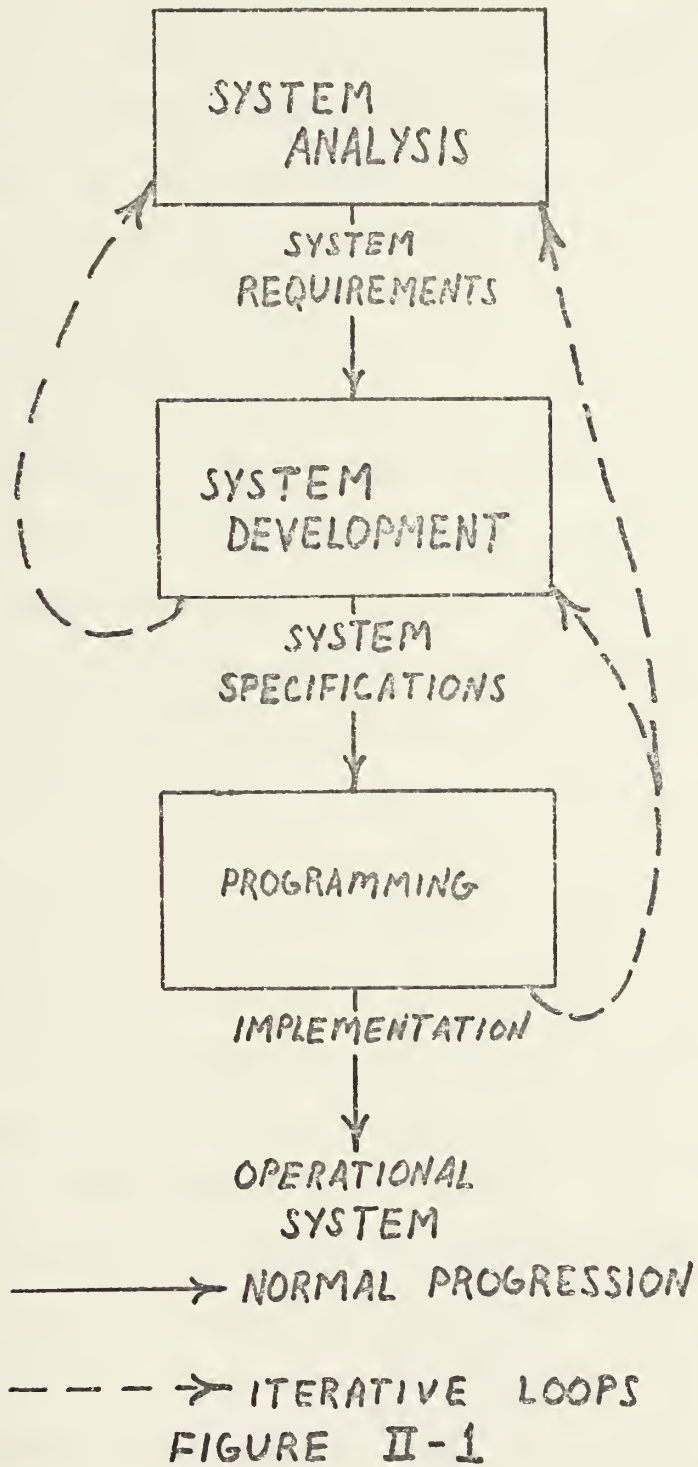 SYSTEM
ANALYSIS
SYSTEM
REQUIREMENTS
SYSTEM
DEVELOPMENT
SYSTEM
SPECIFICATIONS
PROGRAMMING
IMPLEMENTATION
OPERATIONAL
SYSTEM
NORMAL PROGRESSION
ITERATIVE LOOPS
FIGURE II-1